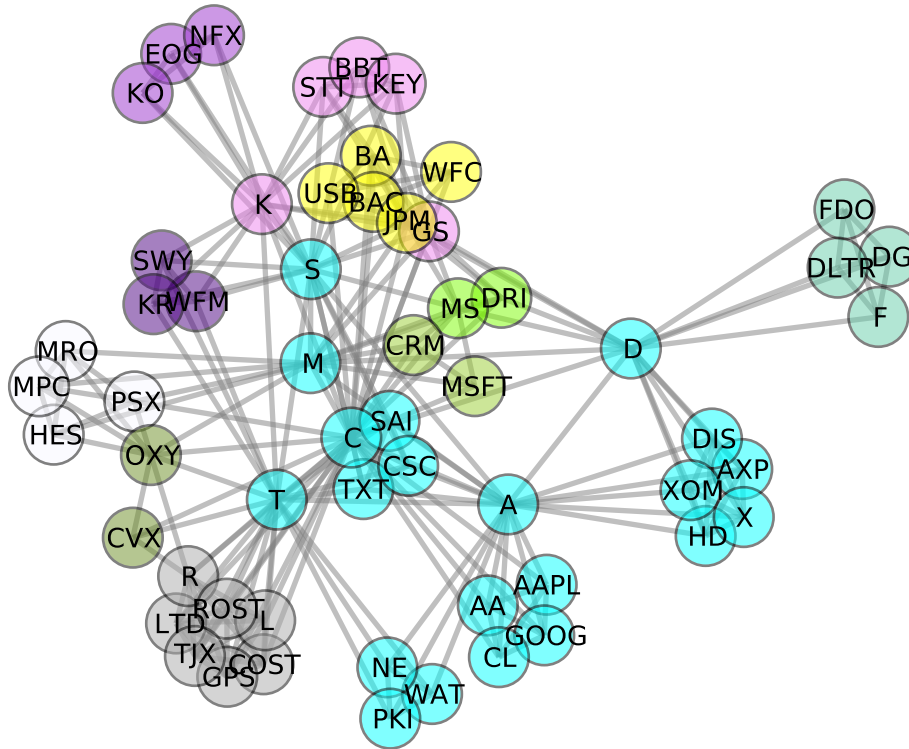 NFX
EOG
KO
BBT
STT
KEY
BA
WFC
USB
BAC
K
JPM
GS
FDO
SWY
S
DLTR
DG
KR
WFM
MS
DRI
F
CRM
D
MRO
M
MPC
PSX
MSFT
HES
SAI
C
DIS
OXY
CSC
AXP
TXT
XOM
T
A
X
CVX
HD
R
AAPL
ROST
L
AA
LTD
GOOG
TJX
COST
CL
GPS
NE
WAT
PKI